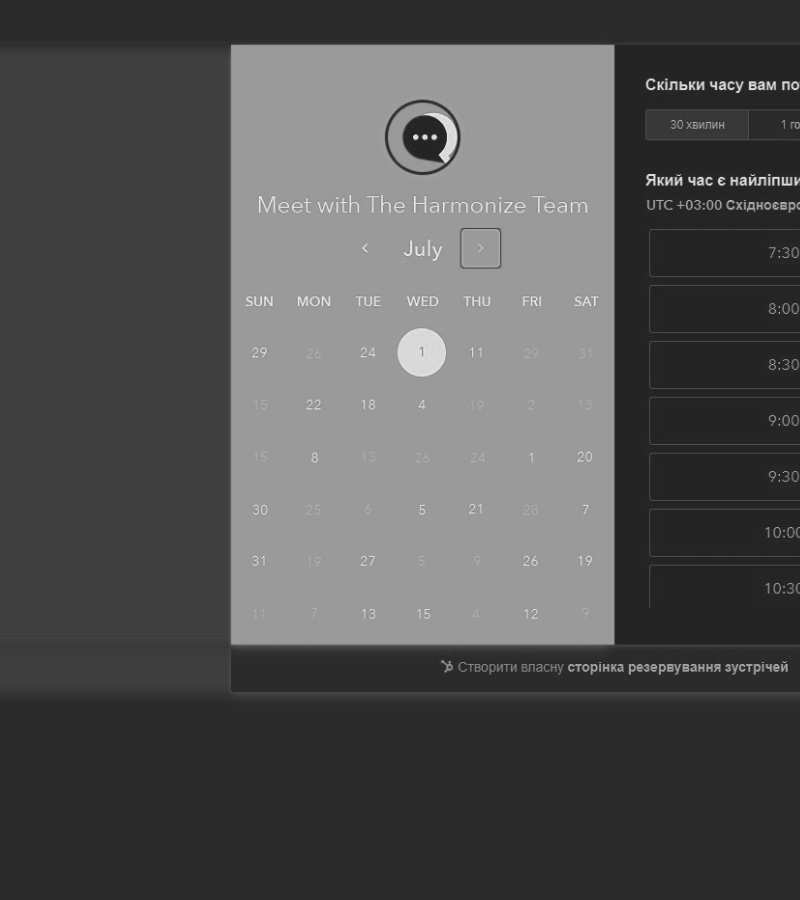 Meet with The Harmonize Team
July
SUN MON TUE WED THU FRI SAT
29 26 24 1 11 29 31
15 22 18 4 19 2 13
15 8 13 26 24 1 20
30 25 6 5 21 28 7
31 19 27 5 9 26 19
11 7 13 15 4 12 9
Скільки часу вам по
30 хвилин 1 го
Який час є найліпши
UTC +03:00 Східноєвро
7:30
8:00
8:30
9:00
9:30
10:00
10:30
Створити власну сторінка резервування зустрічей